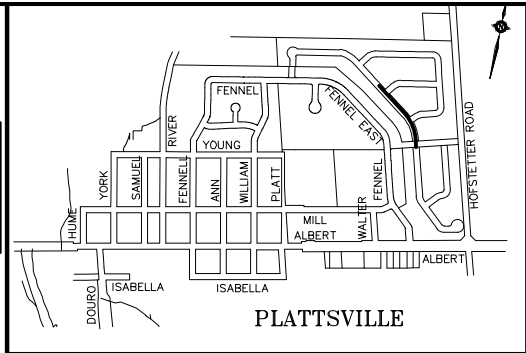 N
FENNEL
FENNEL EAST
HOFSTETTER ROAD
RIVER
YOUNG
YORK
SAMUEL
FENNELL
ANN
WILLIAM
PLATT
FENNEL
WALTER
HUME
MILL
ALBERT
ALBERT
DOURO
ISABELLA
ISABELLA
PLATTSVILLE